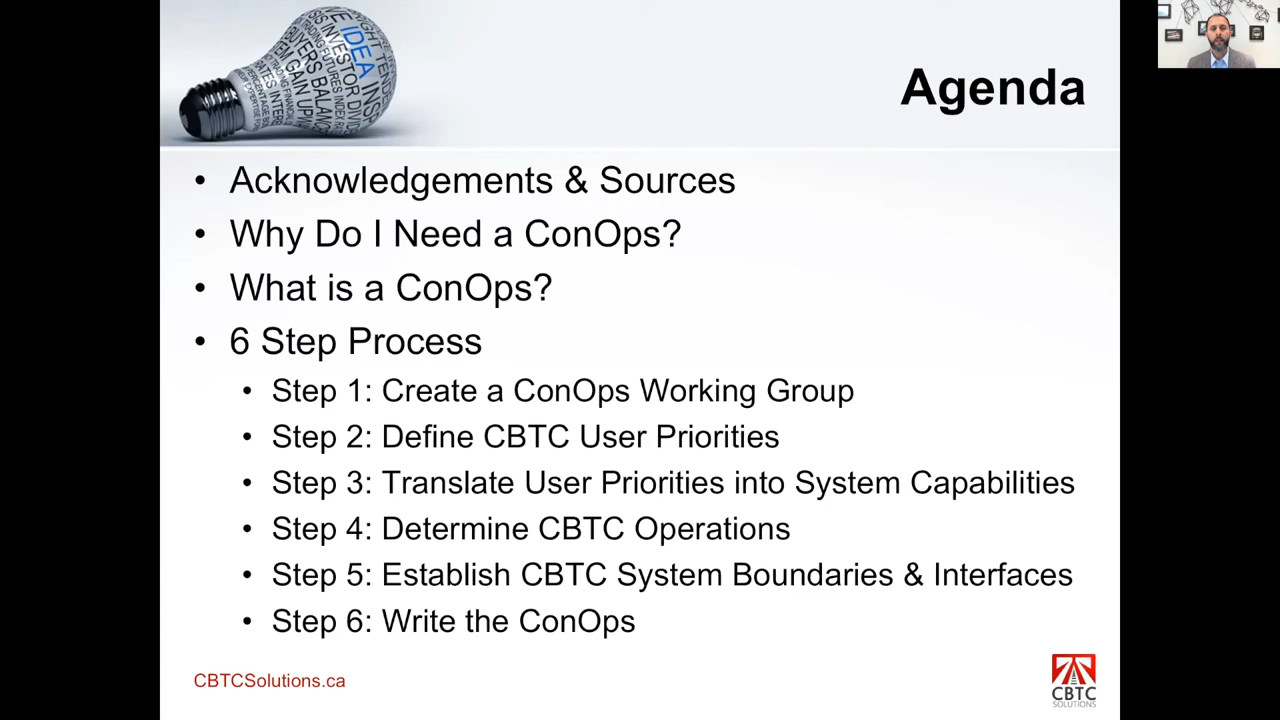 IDEA
Agenda
• Acknowledgements & Sources
• Why Do I Need a ConOps?
• What is a ConOps?
• 6 Step Process
• Step 1: Create a ConOps Working Group
• Step 2: Define CBTC User Priorities
• Step 3: Translate User Priorities into System Capabilities
• Step 4: Determine CBTC Operations
• Step 5: Establish CBTC System Boundaries & Interfaces
• Step 6: Write the ConOps
CBTCSolutions.ca
CBTC
SOLUTIONS